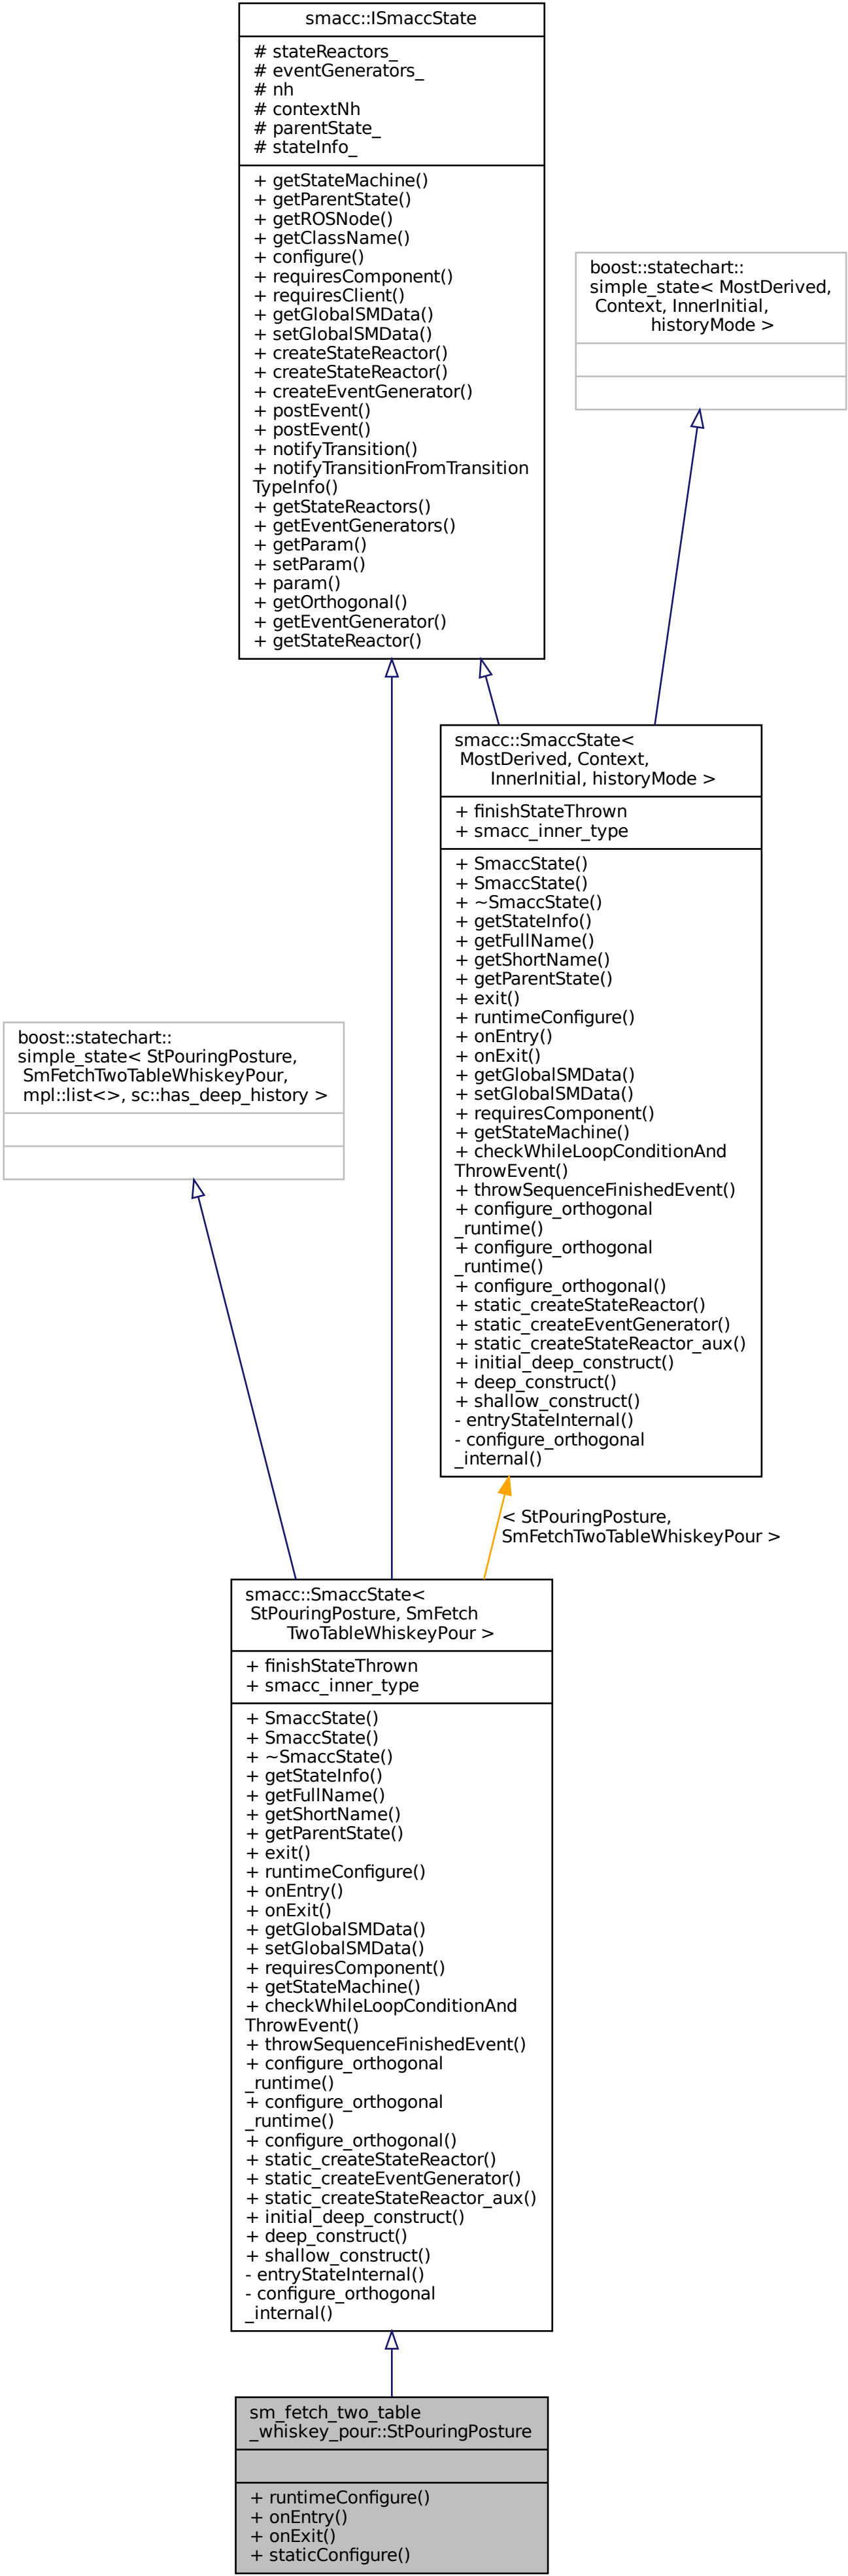 smacc::ISmaccState
# stateReactors_
# eventGenerators_
# nh
# contextNh
# parentState_
# stateInfo_
+ getStateMachine()
+ getParentState()
+ getROSNode()
+ getClassName()
+ configure()
+ requiresComponent()
+ requiresClient()
+ getGlobalSMData()
+ setGlobalSMData()
+ createStateReactor()
+ createStateReactor()
+ createEventGenerator()
+ postEvent()
+ postEvent()
+ notifyTransition()
+ notifyTransitionFromTransition
TypeInfo()
+ getStateReactors()
+ getEventGenerators()
+ getParam()
+ setParam()
+ param()
+ getOrthogonal()
+ getEventGenerator()
+ getStateReactor()
boost::statechart::
simple_state< MostDerived,
Context, InnerInitial,
historyMode >
smacc::SmaccState<
MostDerived, Context,
InnerInitial, historyMode >
+ finishStateThrown
+ smacc_inner_type
+ SmaccState()
+ SmaccState()
+ ~SmaccState()
+ getStateInfo()
+ getFullName()
+ getShortName()
+ getParentState()
+ exit()
+ runtimeConfigure()
+ onEntry()
+ onExit()
+ getGlobalSMData()
+ setGlobalSMData()
+ requiresComponent()
+ getStateMachine()
+ checkWhileLoopConditionAnd
ThrowEvent()
+ throwSequenceFinishedEvent()
+ configure_orthogonal
_runtime()
+ configure_orthogonal
_runtime()
+ configure_orthogonal()
+ static_createStateReactor()
+ static_createEventGenerator()
+ static_createStateReactor_aux()
+ initial_deep_construct()
+ deep_construct()
+ shallow_construct()
- entryStateInternal()
- configure_orthogonal
_internal()
boost::statechart::
simple_state< StPouringPosture,
SmFetchTwoTableWhiskeyPour,
mpl::list<>, sc::has_deep_history >
< StPouringPosture,
SmFetchTwoTableWhiskeyPour >
smacc::SmaccState<
StPouringPosture, SmFetch
TwoTableWhiskeyPour >
+ finishStateThrown
+ smacc_inner_type
+ SmaccState()
+ SmaccState()
+ ~SmaccState()
+ getStateInfo()
+ getFullName()
+ getShortName()
+ getParentState()
+ exit()
+ runtimeConfigure()
+ onEntry()
+ onExit()
+ getGlobalSMData()
+ setGlobalSMData()
+ requiresComponent()
+ getStateMachine()
+ checkWhileLoopConditionAnd
ThrowEvent()
+ throwSequenceFinishedEvent()
+ configure_orthogonal
_runtime()
+ configure_orthogonal
_runtime()
+ configure_orthogonal()
+ static_createStateReactor()
+ static_createEventGenerator()
+ static_createStateReactor_aux()
+ initial_deep_construct()
+ deep_construct()
+ shallow_construct()
- entryStateInternal()
- configure_orthogonal
_internal()
sm_fetch_two_table
_whiskey_pour::StPouringPosture
+ runtimeConfigure()
+ onEntry()
+ onExit()
+ staticConfigure()